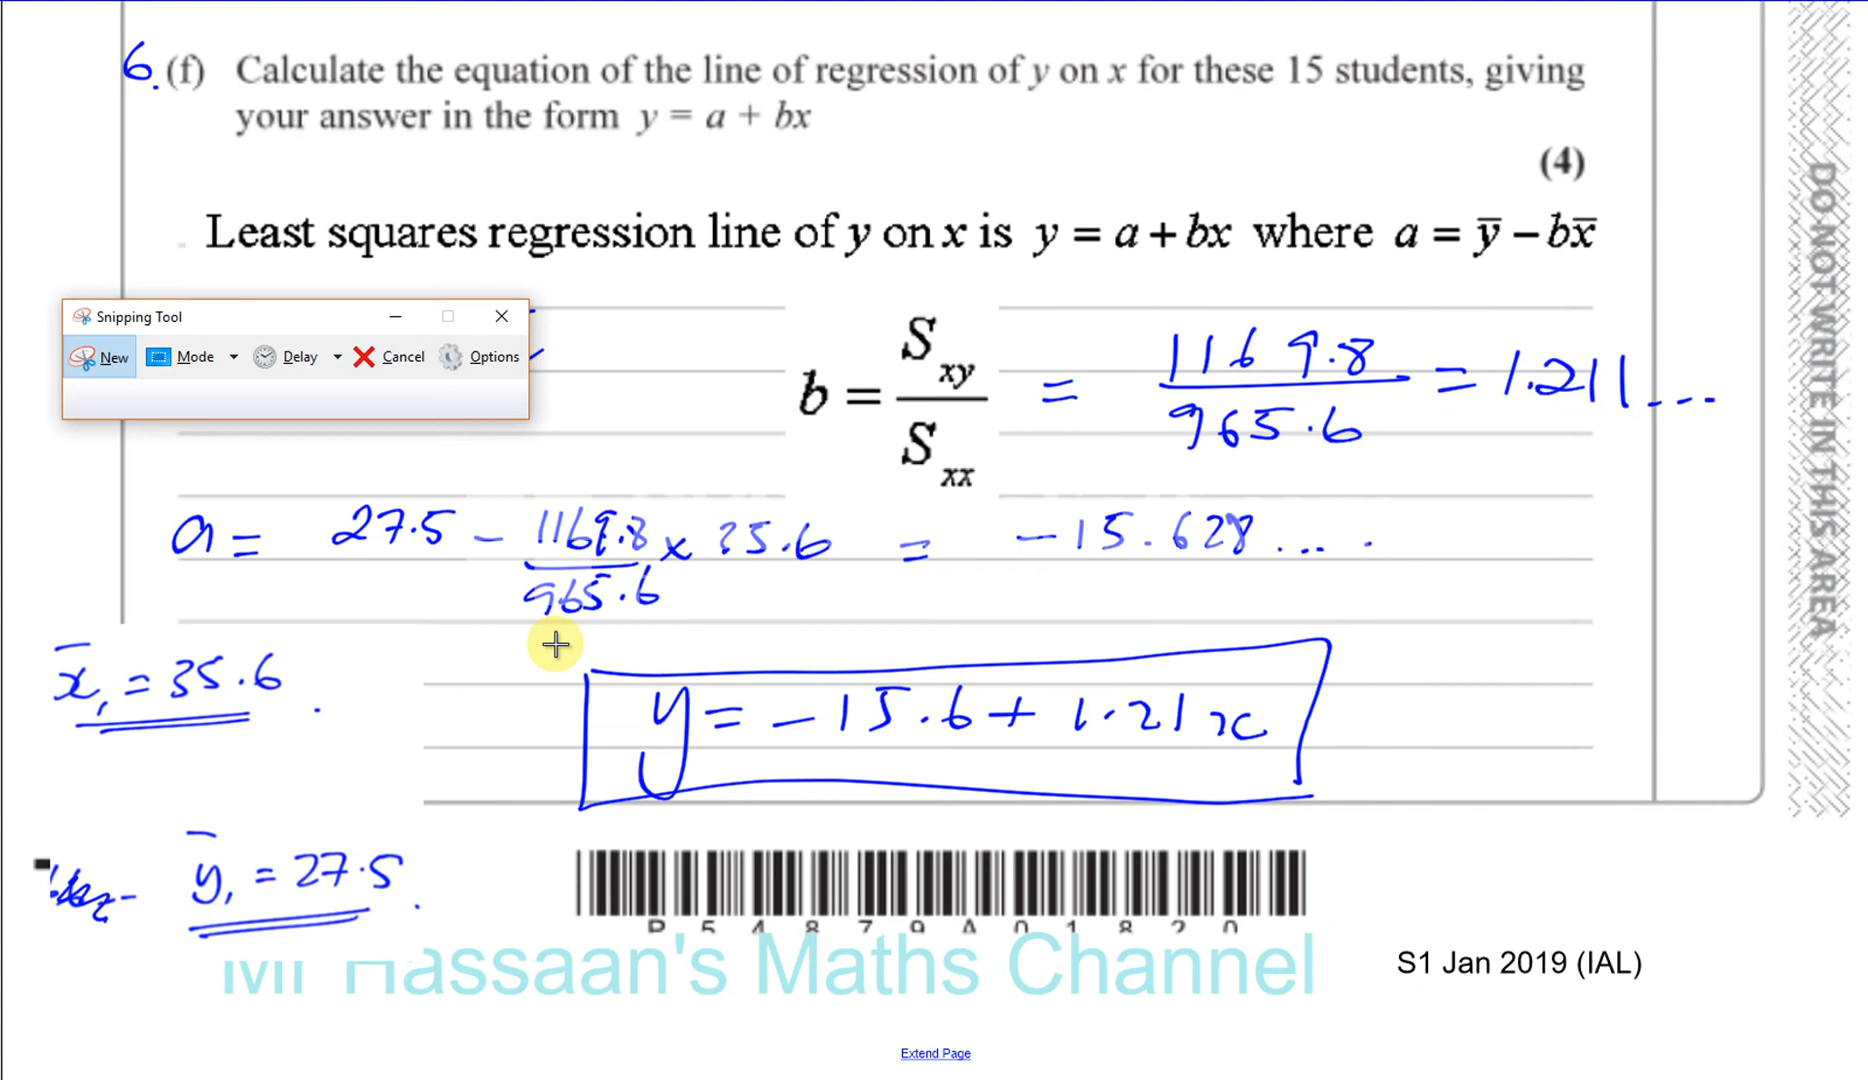 6. (f) Calculate the equation of the line of regression of y on x for these 15 students, giving
your answer in the form y = a + bx
(4)
Least squares regression line of y on x is y = a + bx where a = ȳ − bx̄
Snipping Tool
New Mode Delay Cancel Options
b = Sxy / Sxx = 1169.8 / 965.6 = 1.211...
a = 27.5 − 1169.8 / 965.6 × 35.6 = −15.628....
x̄₁ = 35.6
y = −15.6 + 1.21x
ȳ₁ = 27.5
P54879A01820
Mr Hassaan's Maths Channel
S1 Jan 2019 (IAL)
Extend Page
DO NOT WRITE IN THIS AREA